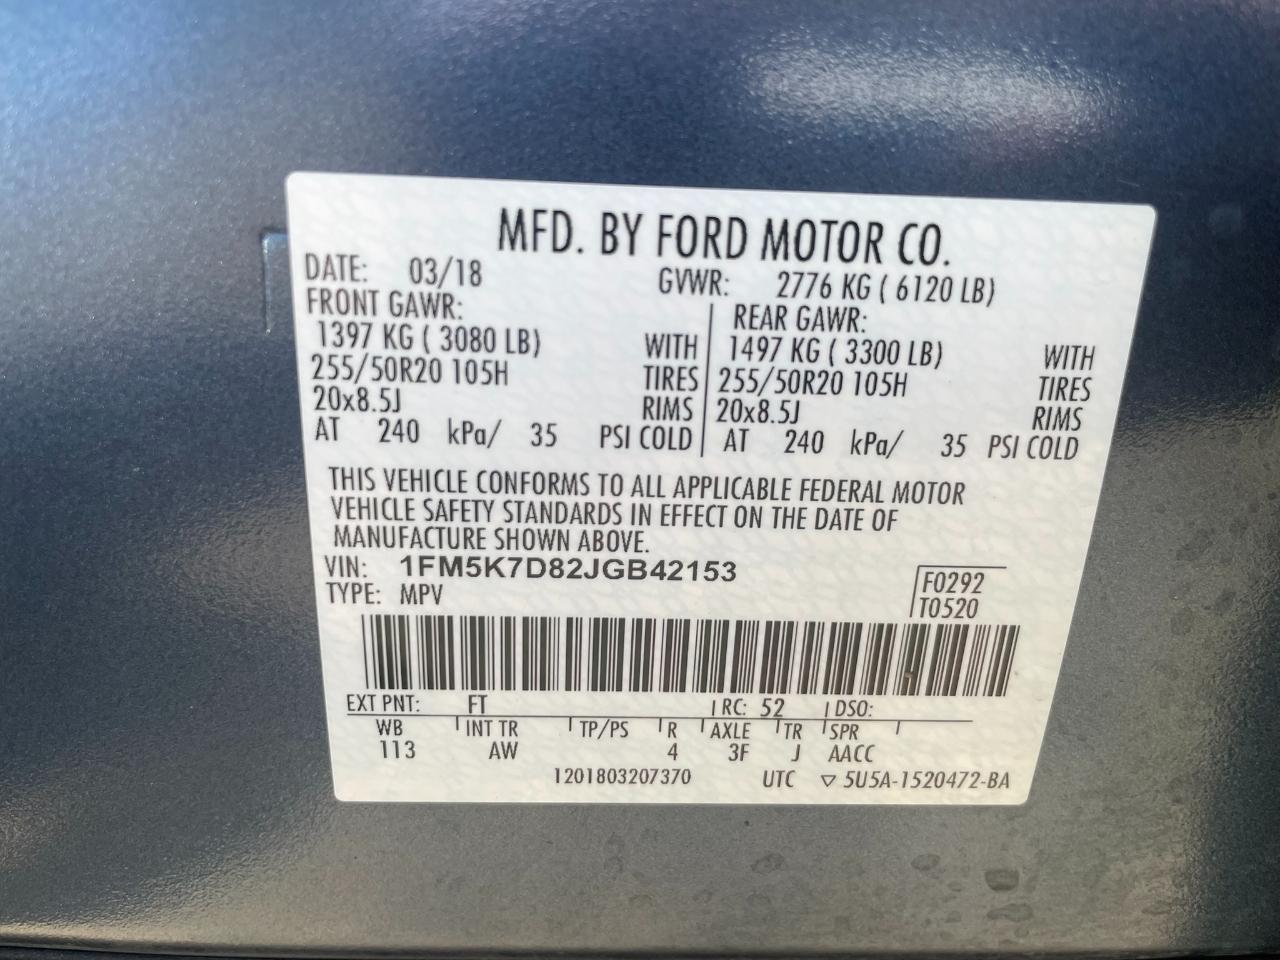 MFD. BY FORD MOTOR CO.
DATE: 03/18 GVWR: 2776 KG ( 6120 LB)
FRONT GAWR: REAR GAWR:
1397 KG ( 3080 LB) WITH 1497 KG ( 3300 LB) WITH
255/50R20 105H TIRES 255/50R20 105H TIRES
20x8.5J RIMS 20x8.5J RIMS
AT 240 kPa/ 35 PSI COLD AT 240 kPa/ 35 PSI COLD
THIS VEHICLE CONFORMS TO ALL APPLICABLE FEDERAL MOTOR
VEHICLE SAFETY STANDARDS IN EFFECT ON THE DATE OF
MANUFACTURE SHOWN ABOVE.
VIN: 1FM5K7D82JGB42153
TYPE: MPV
F0292
T0520
EXT PNT: FT RC: 52 DSO:
WB INT TR TP/PS R AXLE TR SPR
113 AW 4 3F J AACC
1201803207370 UTC ▽ 5U5A-1520472-BA